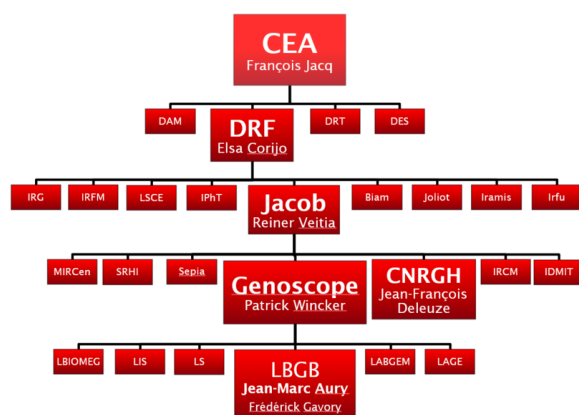 CEA
François Jacq
DAM
DRF
Elsa Corijo
DRT
DES
IRG
IRFM
LSCE
IPhT
Jacob
Reiner Veitia
Biam
Joliot
Iramis
Irfu
MIRCen
SRHI
Sepia
Genoscope
Patrick Wincker
CNRGH
Jean-François
Deleuze
IRCM
IDMIT
LBIOMEG
LIS
LS
LBGB
Jean-Marc Aury
Frédérick Gavory
LABGEM
LAGE